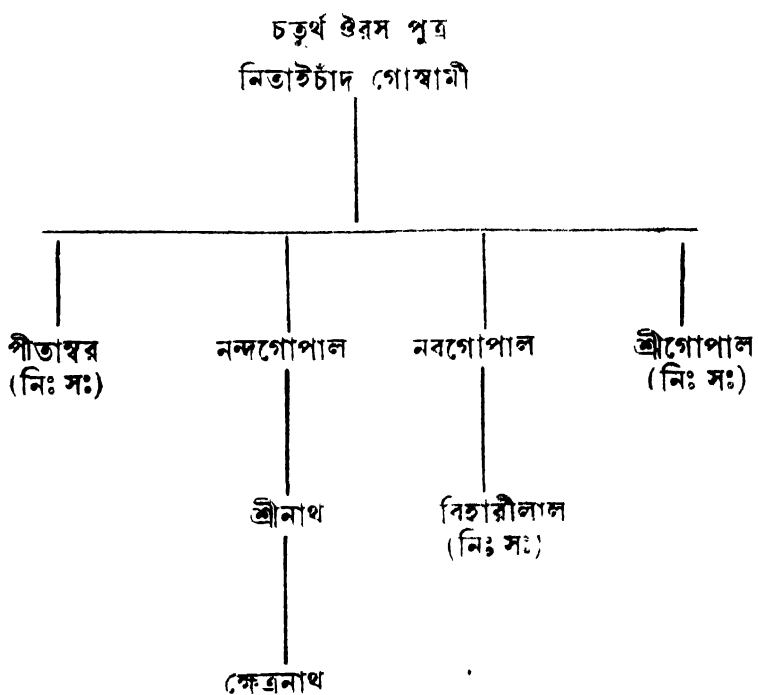 চতুর্থ ঔরস পুত্র
নিতাইচাঁদ গোস্বামী
পীতাম্বর নন্দগোপাল নবগোপাল শ্রীগোপাল
(নিঃ সঃ) (নিঃ সঃ)
শ্রীনাথ বিহারীলাল
(নিঃ সঃ)
ক্ষেত্রনাথ